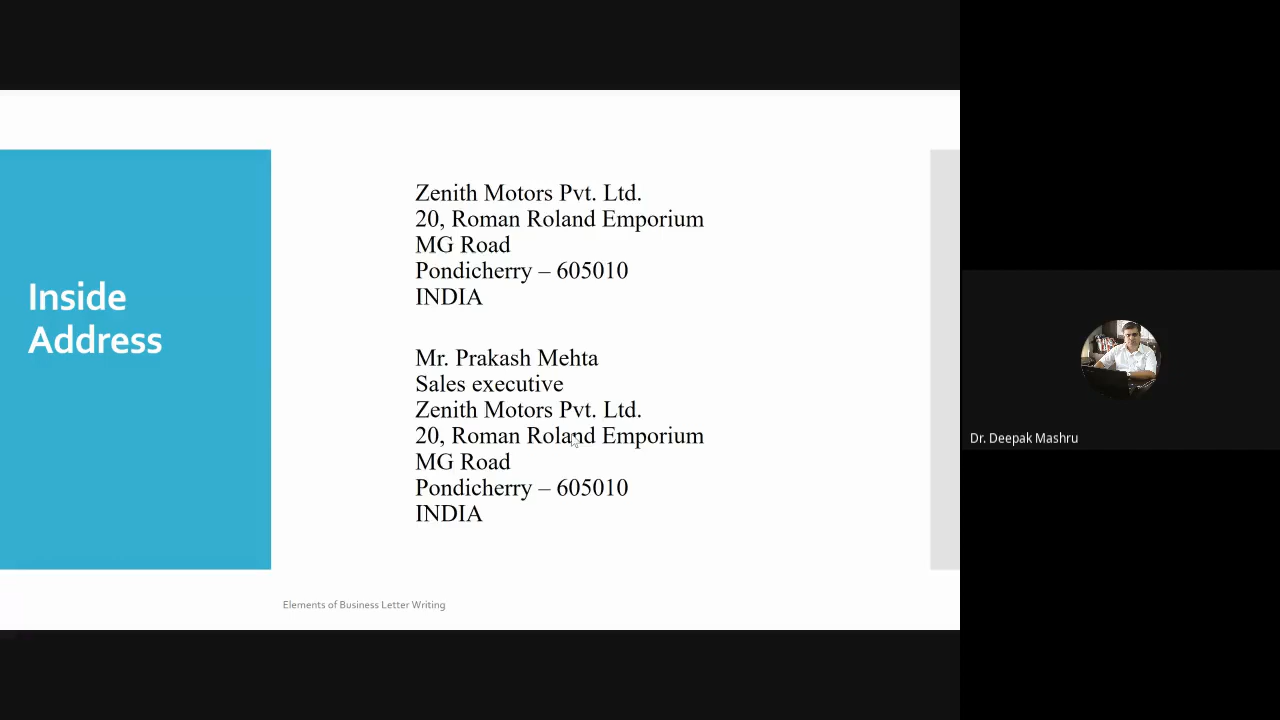 Inside
Address
Zenith Motors Pvt. Ltd.
20, Roman Roland Emporium
MG Road
Pondicherry – 605010
INDIA
Mr. Prakash Mehta
Sales executive
Zenith Motors Pvt. Ltd.
20, Roman Roland Emporium
MG Road
Pondicherry – 605010
INDIA
Elements of Business Letter Writing
Dr. Deepak Mashru